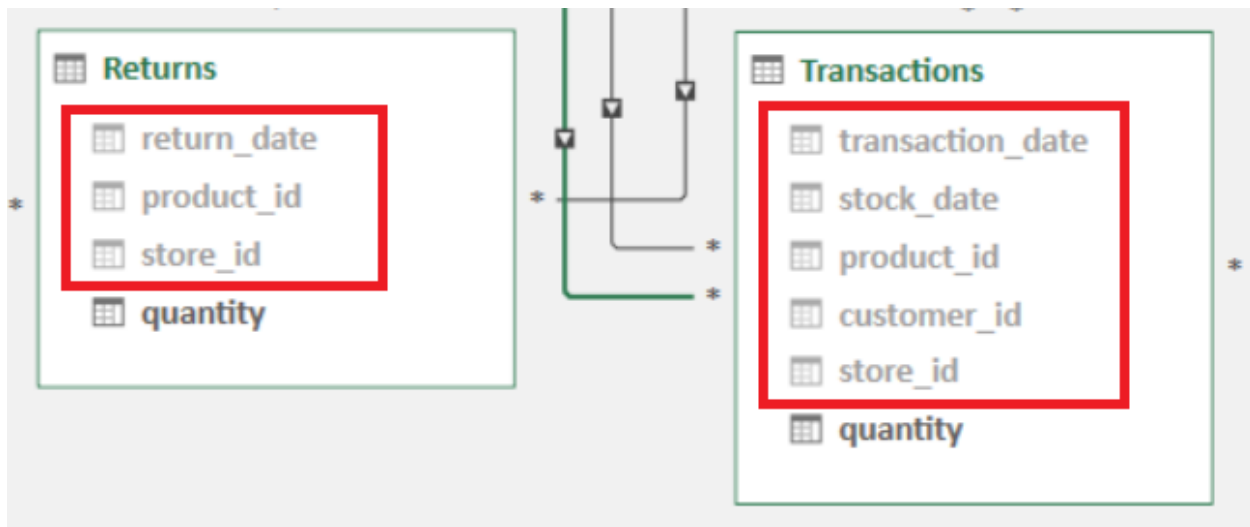 Returns
return_date
product_id
store_id
quantity
Transactions
transaction_date
stock_date
product_id
customer_id
store_id
quantity